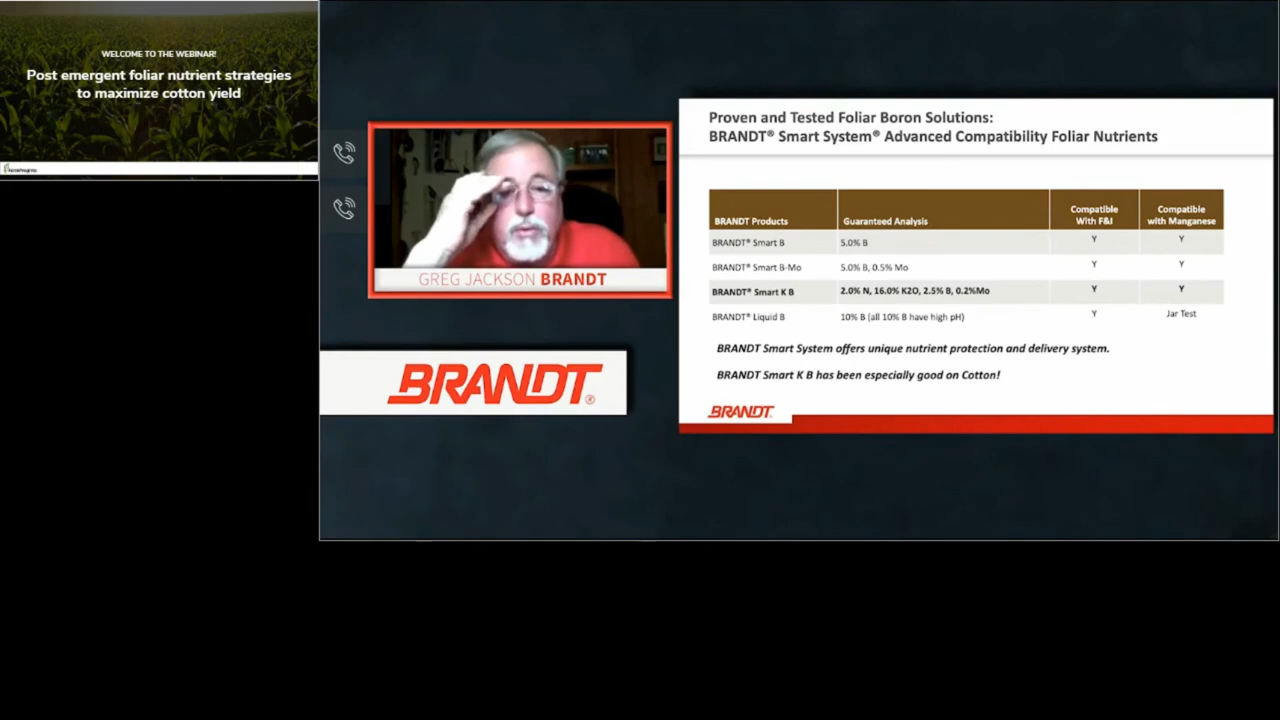 WELCOME TO THE WEBINAR!
Post emergent foliar nutrient strategies
to maximize cotton yield
GREG JACKSON BRANDT
BRANDT®
Proven and Tested Foliar Boron Solutions:
BRANDT® Smart System® Advanced Compatibility Foliar Nutrients
BRANDT Products Guaranteed Analysis Compatible With F&I Compatible with Manganese
BRANDT® Smart B 5.0% B Y Y
BRANDT® Smart B-Mo 5.0% B, 0.5% Mo Y Y
BRANDT® Smart K B 2.0% N, 16.0% K2O, 2.5% B, 0.2%Mo Y Y
BRANDT® Liquid B 10% B (all 10% B have high pH) Y Jar Test
BRANDT Smart System offers unique nutrient protection and delivery system.
BRANDT Smart K B has been especially good on Cotton!
BRANDT